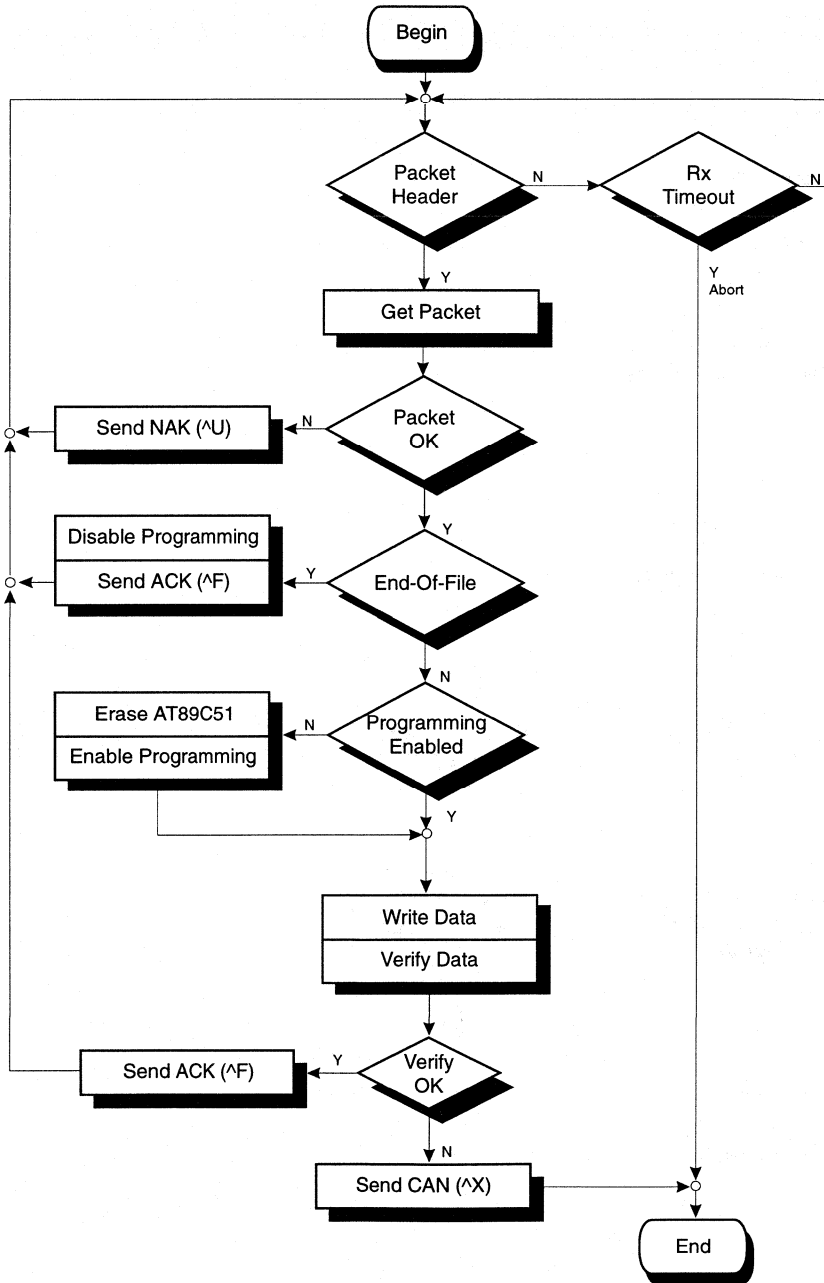 Begin
Packet
Header
N
Rx
Timeout
N
Y
Y
Abort
Get Packet
Packet
OK
N
Send NAK (^U)
Y
Disable Programming
Send ACK (^F)
Y
End-Of-File
N
Erase AT89C51
Enable Programming
N
Programming
Enabled
Y
Write Data
Verify Data
Send ACK (^F)
Y
Verify
OK
N
Send CAN (^X)
End